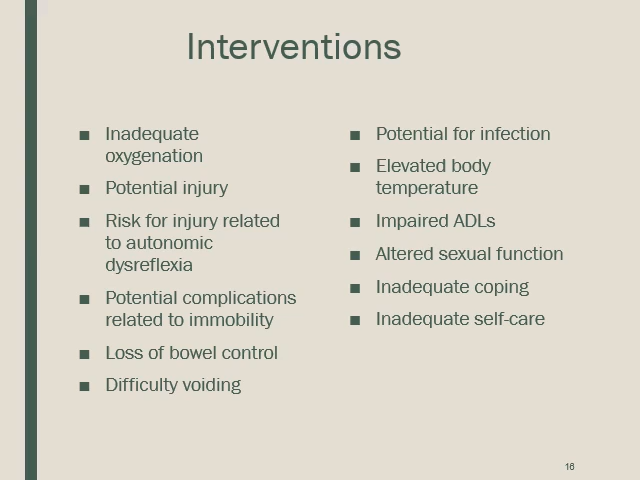 Interventions
■ Inadequate
oxygenation
■ Potential injury
■ Risk for injury related
to autonomic
dysreflexia
■ Potential complications
related to immobility
■ Loss of bowel control
■ Difficulty voiding
■ Potential for infection
■ Elevated body
temperature
■ Impaired ADLs
■ Altered sexual function
■ Inadequate coping
■ Inadequate self-care
16